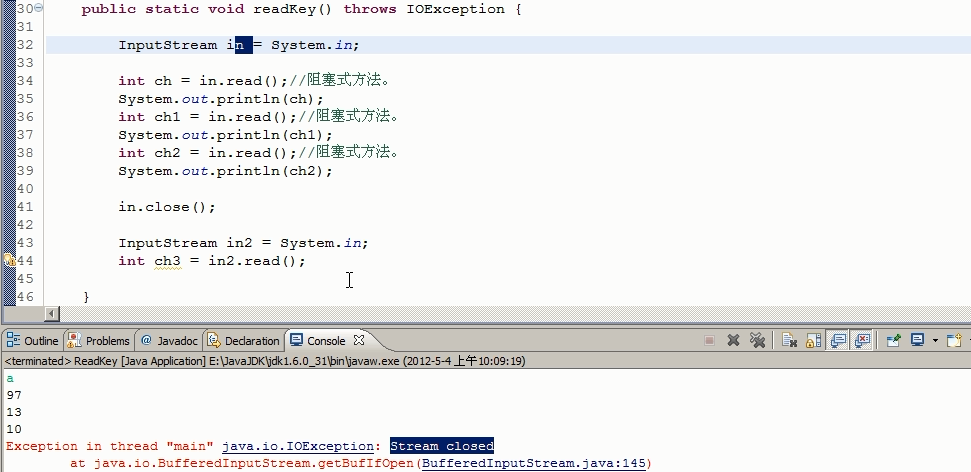 30 public static void readKey() throws IOException {
31
32 InputStream in = System.in;
33
34 int ch = in.read();//阻塞式方法。
35 System.out.println(ch);
36 int ch1 = in.read();//阻塞式方法。
37 System.out.println(ch1);
38 int ch2 = in.read();//阻塞式方法。
39 System.out.println(ch2);
40
41 in.close();
42
43 InputStream in2 = System.in;
44 int ch3 = in2.read();
45
46 }
Outline Problems @ Javadoc Declaration Console
<terminated> ReadKey [Java Application] E:\JavaJDK\jdk1.6.0_31\bin\javaw.exe (2012-5-4 上午10:09:19)
a
97
13
10
Exception in thread "main" java.io.IOException: Stream closed
at java.io.BufferedInputStream.getBufIfOpen(BufferedInputStream.java:145)